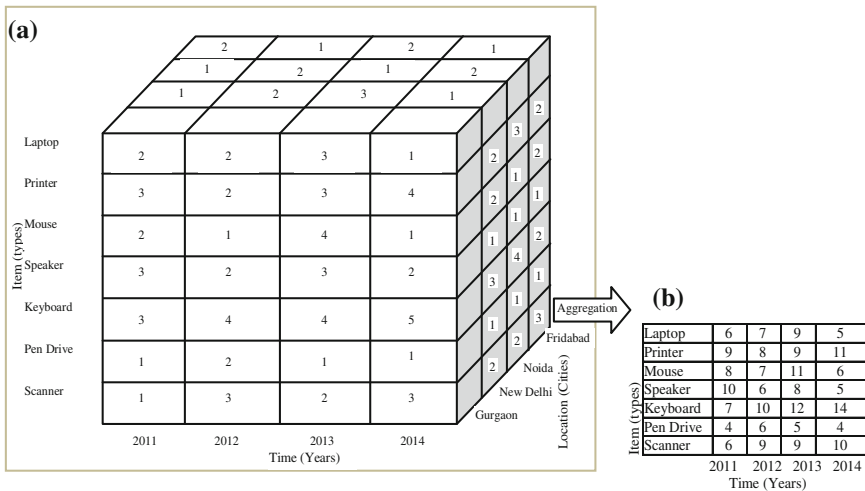 (a)
2 1 2 1
1 2 1 2
1 2 3 1
Laptop 2 2 3 1
Printer 3 2 3 4
Mouse 2 1 4 1
Speaker 3 2 3 2
Keyboard 3 4 4 5
Pen Drive 1 2 1 1
Scanner 1 3 2 3
Item (types)
2011 2012 2013 2014
Time (Years)
2 2 1 3 1 2
3 1 1 4 1 2
2 2 1 2 1 3
Gurgaon
New Delhi
Noida
Fridabad
Location (Cities)
Aggregation
(b)
Laptop 6 7 9 5
Printer 9 8 9 11
Mouse 8 7 11 6
Speaker 10 6 8 5
Keyboard 7 10 12 14
Pen Drive 4 6 5 4
Scanner 6 9 9 10
Item (types)
2011 2012 2013 2014
Time (Years)